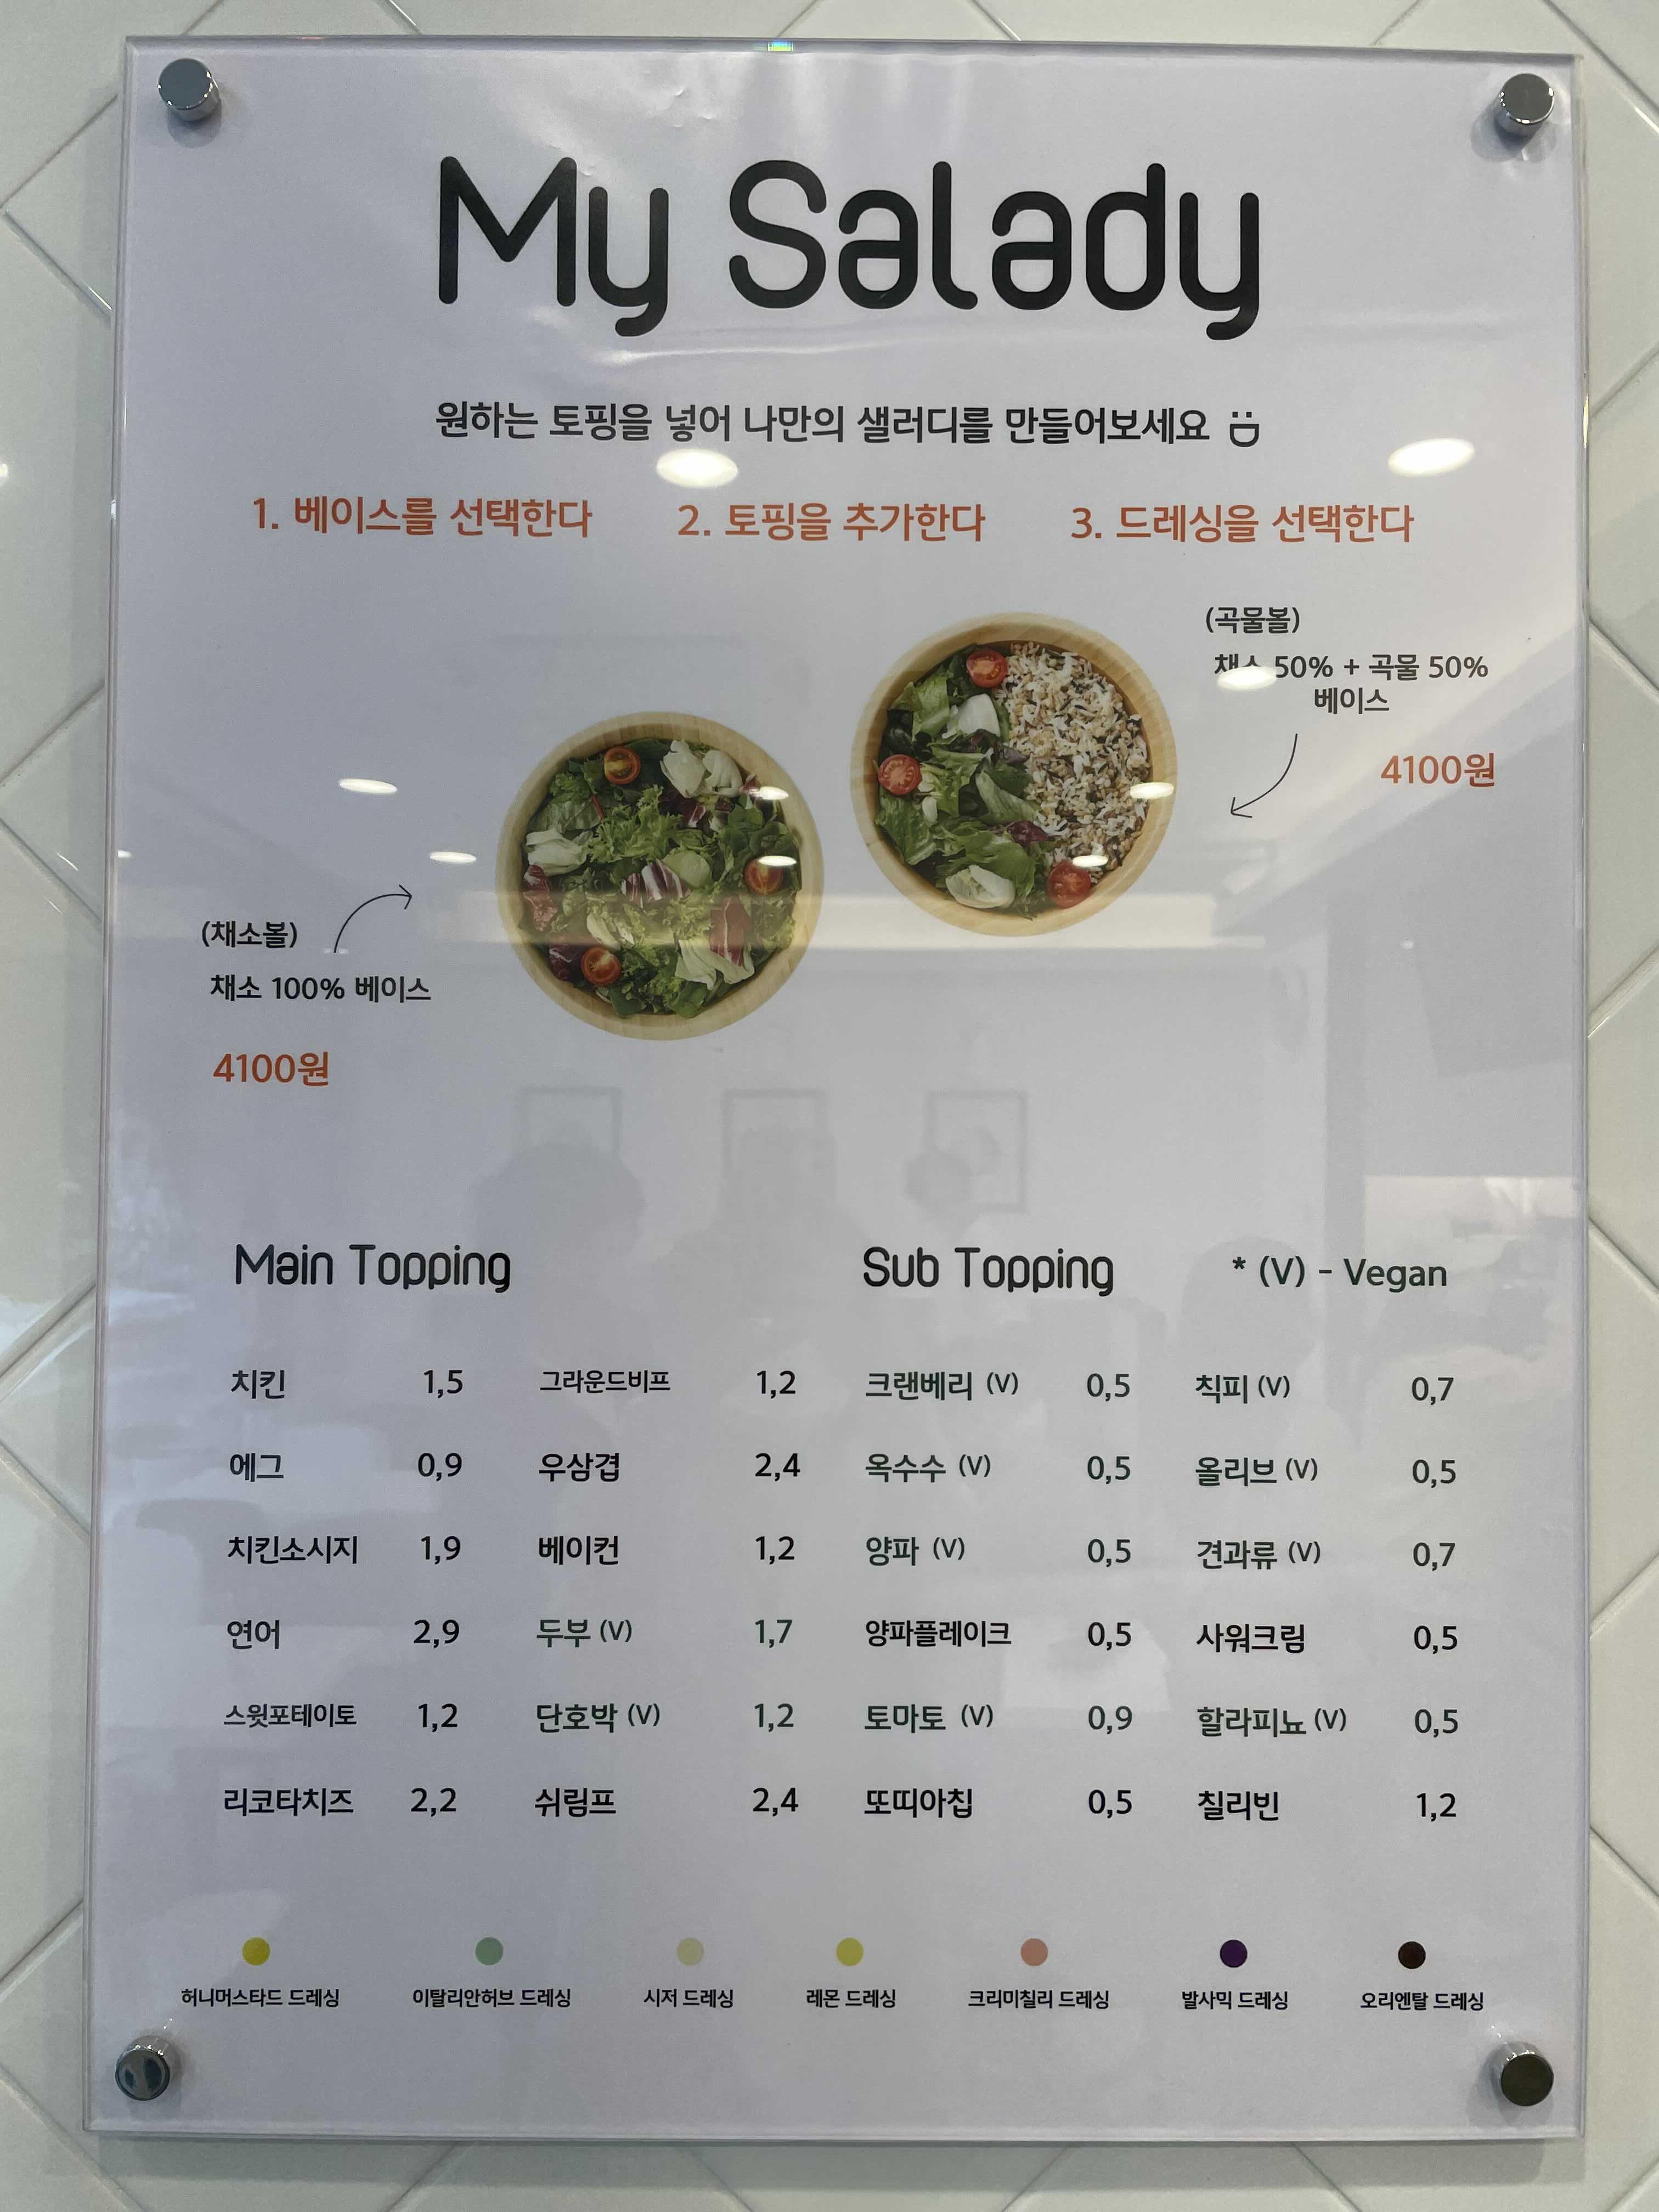 My Salady
원하는 토핑을 넣어 나만의 샐러디를 만들어보세요 :D
1. 베이스를 선택한다 2. 토핑을 추가한다 3. 드레싱을 선택한다
(곡물볼)
채소 50% + 곡물 50%
베이스
4100원
(채소볼)
채소 100% 베이스
4100원
Main Topping Sub Topping * (V) - Vegan
치킨 1,5 그라운드비프 1,2 크랜베리 (V) 0,5 칙피 (V) 0,7
에그 0,9 우삼겹 2,4 옥수수 (V) 0,5 올리브 (V) 0,5
치킨소시지 1,9 베이컨 1,2 양파 (V) 0,5 견과류 (V) 0,7
연어 2,9 두부 (V) 1,7 양파플레이크 0,5 사워크림 0,5
스윗포테이토 1,2 단호박 (V) 1,2 토마토 (V) 0,9 할라피뇨 (V) 0,5
리코타치즈 2,2 쉬림프 2,4 또띠아칩 0,5 칠리빈 1,2
허니머스타드 드레싱 이탈리안허브 드레싱 시저 드레싱 레몬 드레싱 크리미칠리 드레싱 발사믹 드레싱 오리엔탈 드레싱